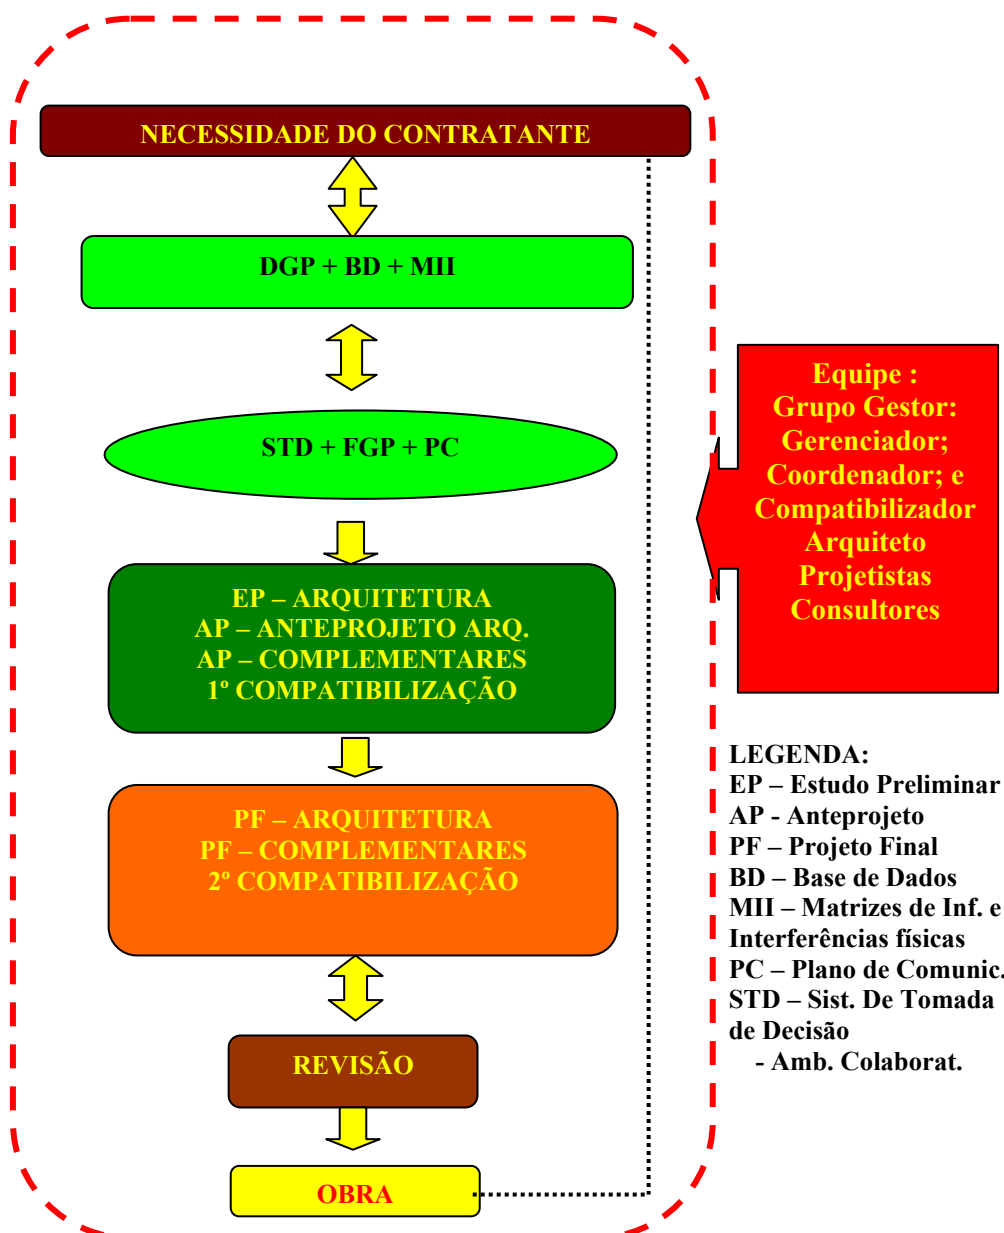 NECESSIDADE DO CONTRATANTE
DGP + BD + MII
STD + FGP + PC
EP – ARQUITETURA
AP – ANTEPROJETO ARQ.
AP – COMPLEMENTARES
1º COMPATIBILIZAÇÃO
PF – ARQUITETURA
PF – COMPLEMENTARES
2º COMPATIBILIZAÇÃO
REVISÃO
OBRA
Equipe :
Grupo Gestor:
Gerenciador;
Coordenador; e
Compatibilizador
Arquiteto
Projetistas
Consultores
LEGENDA:
EP – Estudo Preliminar
AP - Anteprojeto
PF – Projeto Final
BD – Base de Dados
MII – Matrizes de Inf. e
Interferências físicas
PC – Plano de Comunic.
STD – Sist. De Tomada
de Decisão
- Amb. Colaborat.